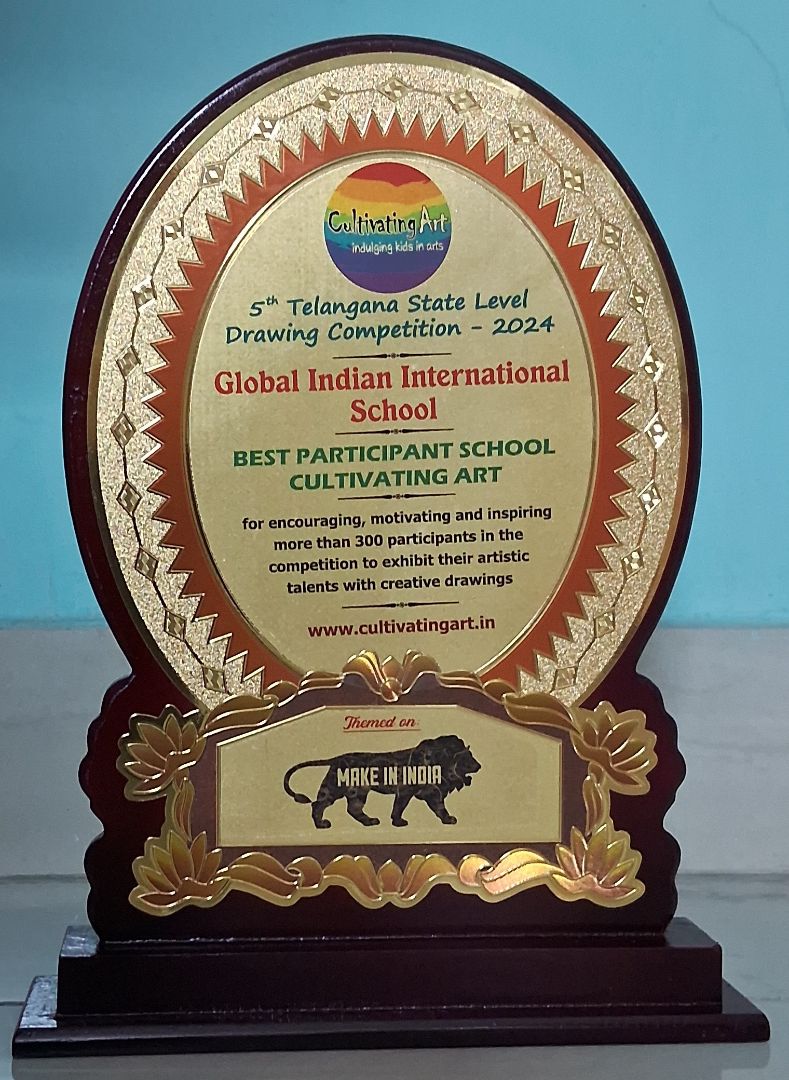 Cultivating Art
indulging kids in arts
5th Telangana State Level
Drawing Competition - 2024
Global Indian International
School
BEST PARTICIPANT SCHOOL
CULTIVATING ART
for encouraging, motivating and inspiring
more than 300 participants in the
competition to exhibit their artistic
talents with creative drawings
www.cultivatingart.in
Themed on:
MAKE IN INDIA